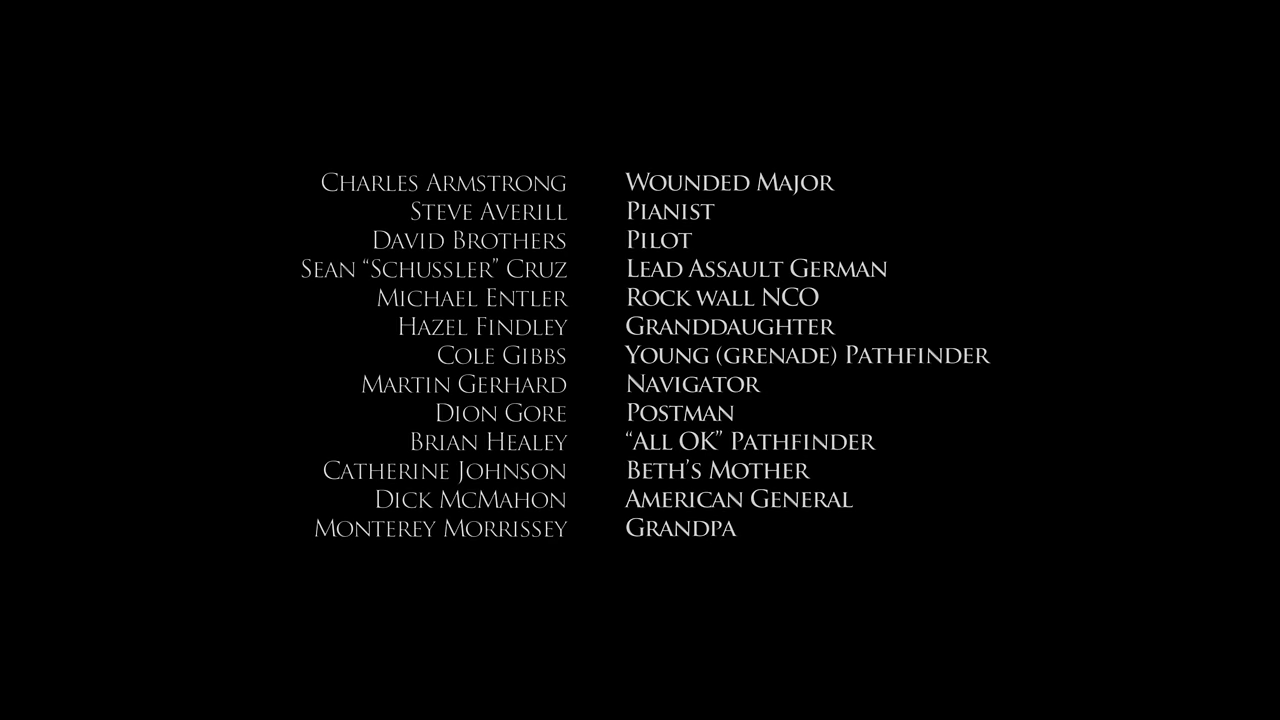 Charles Armstrong Wounded Major
Steve Averill Pianist
David Brothers Pilot
Sean “Schussler” Cruz Lead Assault German
Michael Entler Rock wall NCO
Hazel Findley Granddaughter
Cole Gibbs Young (grenade) Pathfinder
Martin Gerhard Navigator
Dion Gore Postman
Brian Healey “All OK” Pathfinder
Catherine Johnson Beth’s Mother
Dick McMahon American General
Monterey Morrissey Grandpa